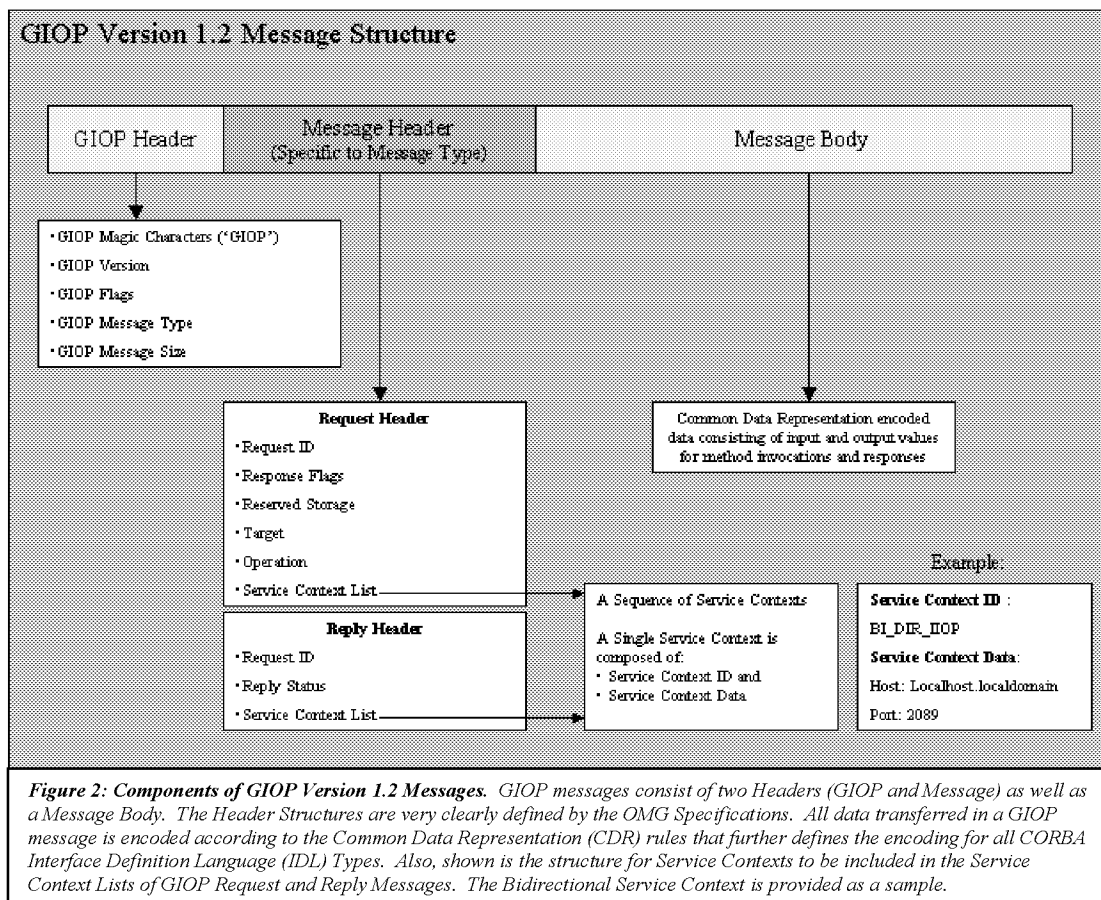 GIOP Version 1.2 Message Structure
GIOP Header
Message Header
(Specific to Message Type)
Message Body
· GIOP Magic Characters (‘GIOP’)
· GIOP Version
· GIOP Flags
· GIOP Message Type
· GIOP Message Size
Request Header
· Request ID
· Response Flags
· Reserved Storage
· Target
· Operation
· Service Context List
Reply Header
· Request ID
· Reply Status
· Service Context List
Common Data Representation encoded
data consisting of input and output values
for method invocations and responses
A Sequence of Service Contexts
A Single Service Context is
composed of:
• Service Context ID and
• Service Context Data
Example:
Service Context ID :
BI_DIR_IIOP
Service Context Data:
Host: Localhost.localdomain
Port: 2089
Figure 2: Components of GIOP Version 1.2 Messages. GIOP messages consist of two Headers (GIOP and Message) as well as
a Message Body. The Header Structures are very clearly defined by the OMG Specifications. All data transferred in a GIOP
message is encoded according to the Common Data Representation (CDR) rules that further defines the encoding for all CORBA
Interface Definition Language (IDL) Types. Also, shown is the structure for Service Contexts to be included in the Service
Context Lists of GIOP Request and Reply Messages. The Bidirectional Service Context is provided as a sample.